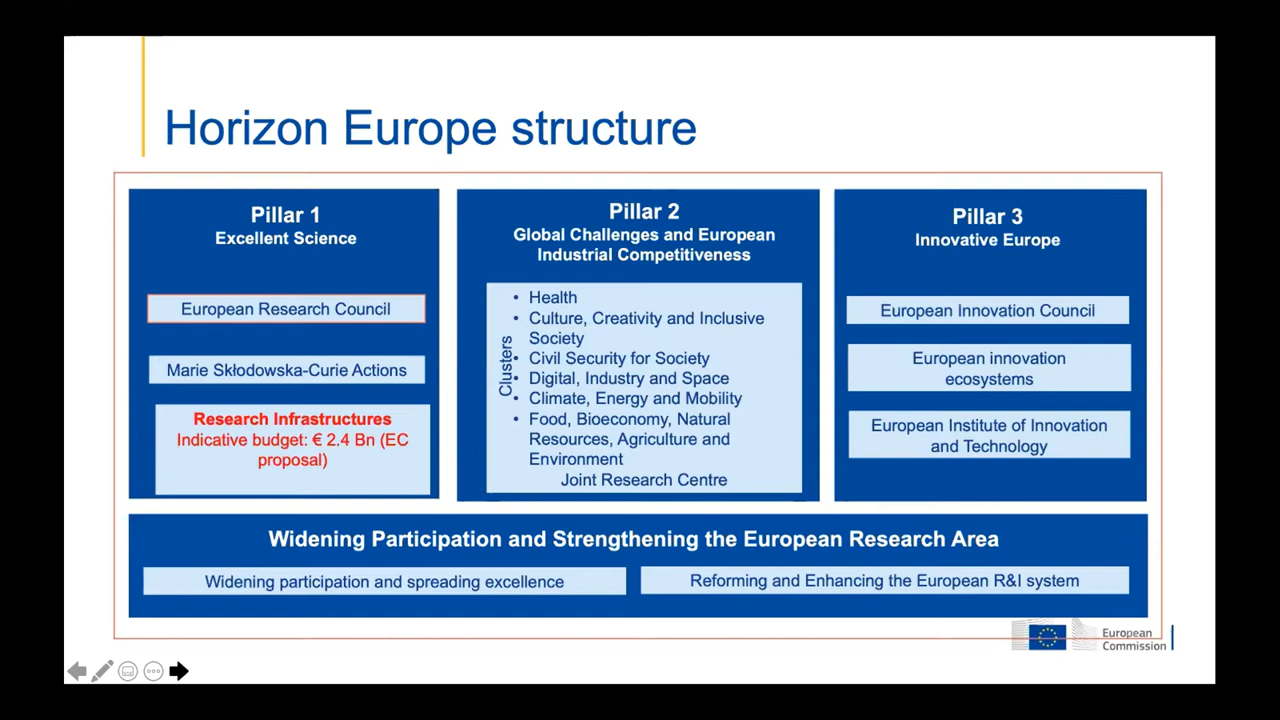 Horizon Europe structure
Pillar 1
Excellent Science
European Research Council
Marie Skłodowska-Curie Actions
Research Infrastructures
Indicative budget: € 2.4 Bn (EC
proposal)
Pillar 2
Global Challenges and European
Industrial Competitiveness
Clusters
• Health
• Culture, Creativity and Inclusive
Society
• Civil Security for Society
• Digital, Industry and Space
• Climate, Energy and Mobility
• Food, Bioeconomy, Natural
Resources, Agriculture and
Environment
Joint Research Centre
Pillar 3
Innovative Europe
European Innovation Council
European innovation
ecosystems
European Institute of Innovation
and Technology
Widening Participation and Strengthening the European Research Area
Widening participation and spreading excellence
Reforming and Enhancing the European R&I system
European
Commission